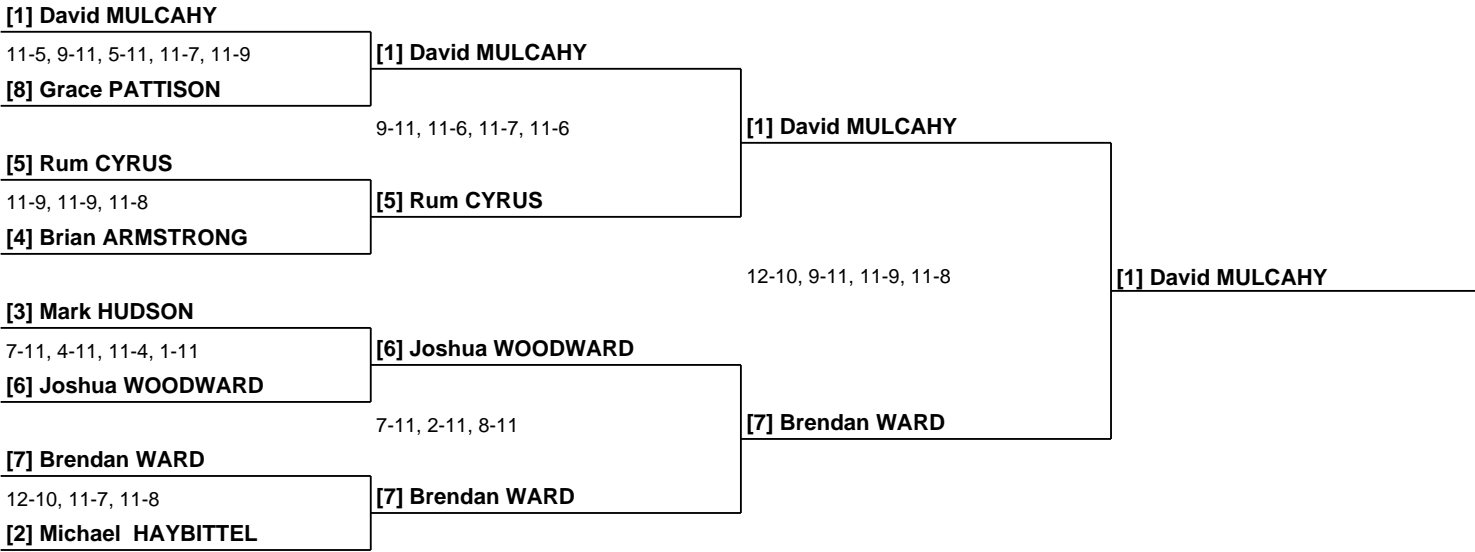 [1] David MULCAHY
11-5, 9-11, 5-11, 11-7, 11-9
[1] David MULCAHY
[8] Grace PATTISON
9-11, 11-6, 11-7, 11-6
[1] David MULCAHY
[5] Rum CYRUS
11-9, 11-9, 11-8
[5] Rum CYRUS
[4] Brian ARMSTRONG
12-10, 9-11, 11-9, 11-8
[1] David MULCAHY
[3] Mark HUDSON
7-11, 4-11, 11-4, 1-11
[6] Joshua WOODWARD
[6] Joshua WOODWARD
7-11, 2-11, 8-11
[7] Brendan WARD
[7] Brendan WARD
12-10, 11-7, 11-8
[7] Brendan WARD
[2] Michael  HAYBITTEL